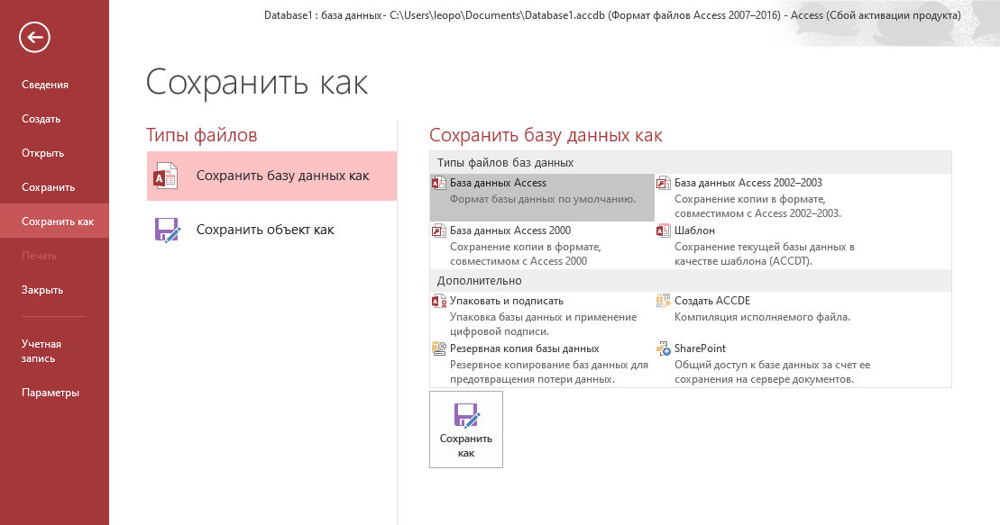 Database1 : база данных- C:\Users\leopo\Documents\Database1.accdb (Формат файлов Access 2007–2016) - Access (Сбой активации продукта)
Сведения
Создать
Открыть
Сохранить
Сохранить как
Печать
Закрыть
Учетная
запись
Параметры
Сохранить как
Типы файлов
Сохранить базу данных как
Сохранить объект как
Сохранить базу данных как
Типы файлов баз данных
База данных Access
Формат базы данных по умолчанию.
База данных Access 2002–2003
Сохранение копии в формате,
совместимом с Access 2002–2003.
База данных Access 2000
Сохранение копии в формате,
совместимом с Access 2000
Шаблон
Сохранение текущей базы данных в
качестве шаблона (ACCDT).
Дополнительно
Упаковать и подписать
Упаковка базы данных и применение
цифровой подписи.
Создать ACCDE
Компиляция исполняемого файла.
Резервная копия базы данных
Резервное копирование баз данных для
предотвращения потери данных.
SharePoint
Общий доступ к базе данных за счет ее
сохранения на сервере документов.
Сохранить
как